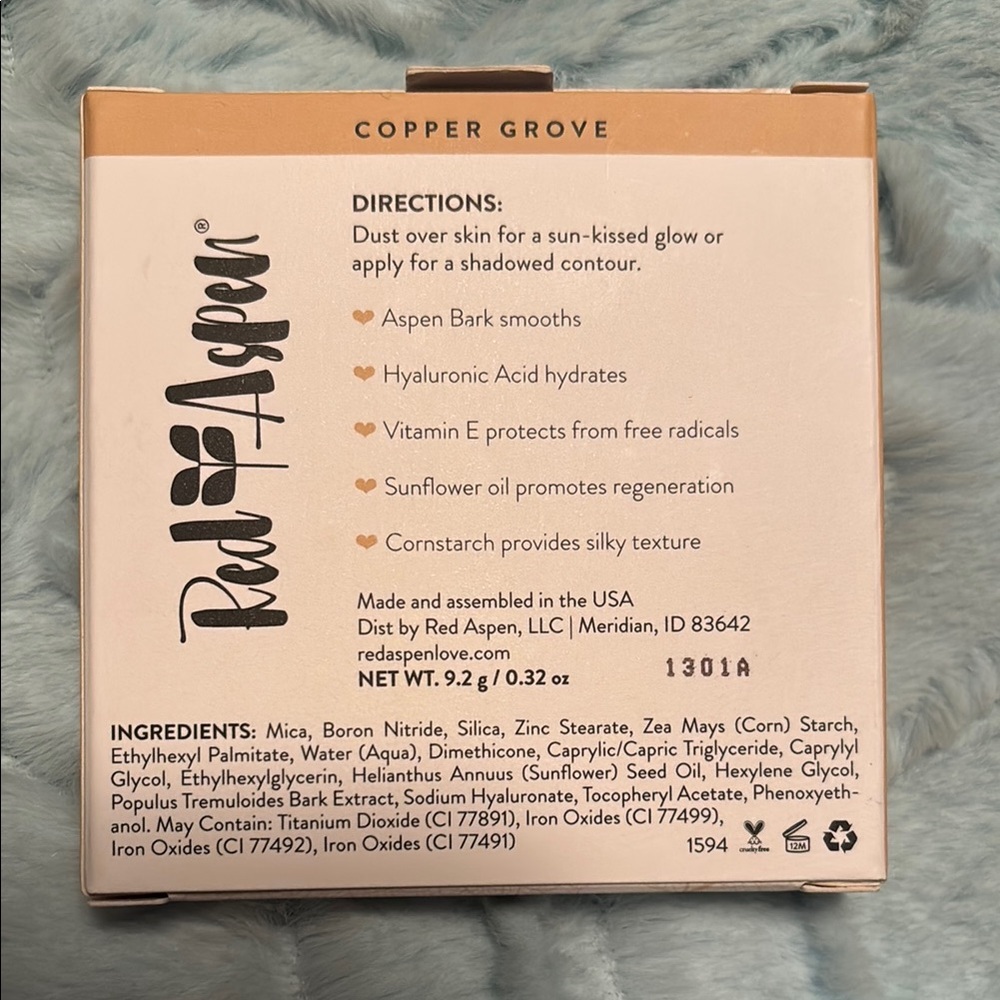 COPPER GROVE
Red Aspen®
DIRECTIONS:
Dust over skin for a sun-kissed glow or
apply for a shadowed contour.
Aspen Bark smooths
Hyaluronic Acid hydrates
Vitamin E protects from free radicals
Sunflower oil promotes regeneration
Cornstarch provides silky texture
Made and assembled in the USA
Dist by Red Aspen, LLC | Meridian, ID 83642
redaspenlove.com
NET WT. 9.2 g / 0.32 oz
1301A
INGREDIENTS: Mica, Boron Nitride, Silica, Zinc Stearate, Zea Mays (Corn) Starch,
Ethylhexyl Palmitate, Water (Aqua), Dimethicone, Caprylic/Capric Triglyceride, Caprylyl
Glycol, Ethylhexylglycerin, Helianthus Annuus (Sunflower) Seed Oil, Hexylene Glycol,
Populus Tremuloides Bark Extract, Sodium Hyaluronate, Tocopheryl Acetate, Phenoxyeth-
anol. May Contain: Titanium Dioxide (CI 77891), Iron Oxides (CI 77499),
Iron Oxides (CI 77492), Iron Oxides (CI 77491)
1594
cruelty free
12M